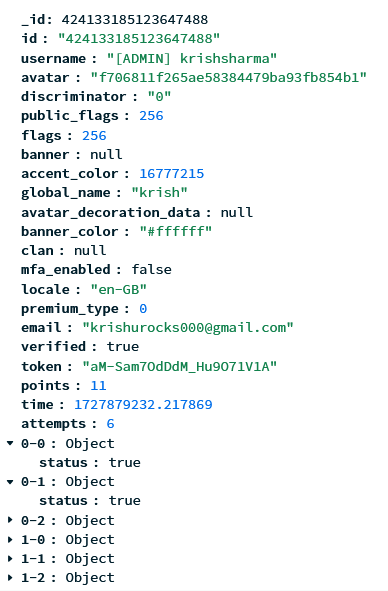 _id: 424133185123647488
id : "424133185123647488"
username : "[ADMIN] krishsharma"
avatar : "f706811f265ae58384479ba93fb854b1"
discriminator : "0"
public_flags : 256
flags : 256
banner : null
accent_color : 16777215
global_name : "krish"
avatar_decoration_data : null
banner_color : "#ffffff"
clan : null
mfa_enabled : false
locale : "en-GB"
premium_type : 0
email : "krishurocks000@gmail.com"
verified : true
token : "aM-Sam7OdDdM_Hu9O71V1A"
points : 11
time : 1727879232.217869
attempts : 6
0-0 : Object
status : true
0-1 : Object
status : true
0-2 : Object
1-0 : Object
1-1 : Object
1-2 : Object